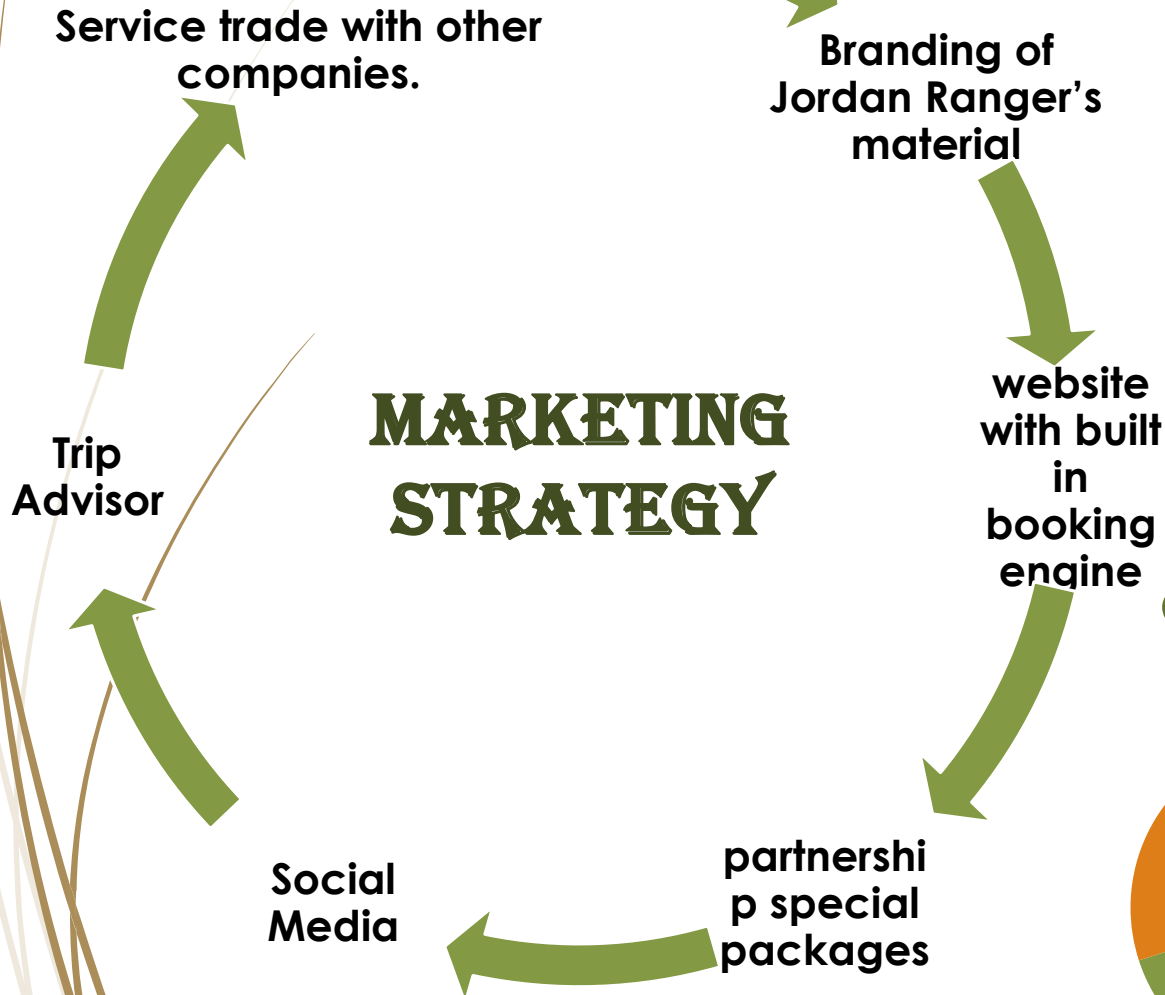 Service trade with other
companies.
Branding of
Jordan Ranger’s
material
website
with built
in
booking
engine
partnershi
p special
packages
Social
Media
Trip
Advisor
MARKETING
STRATEGY